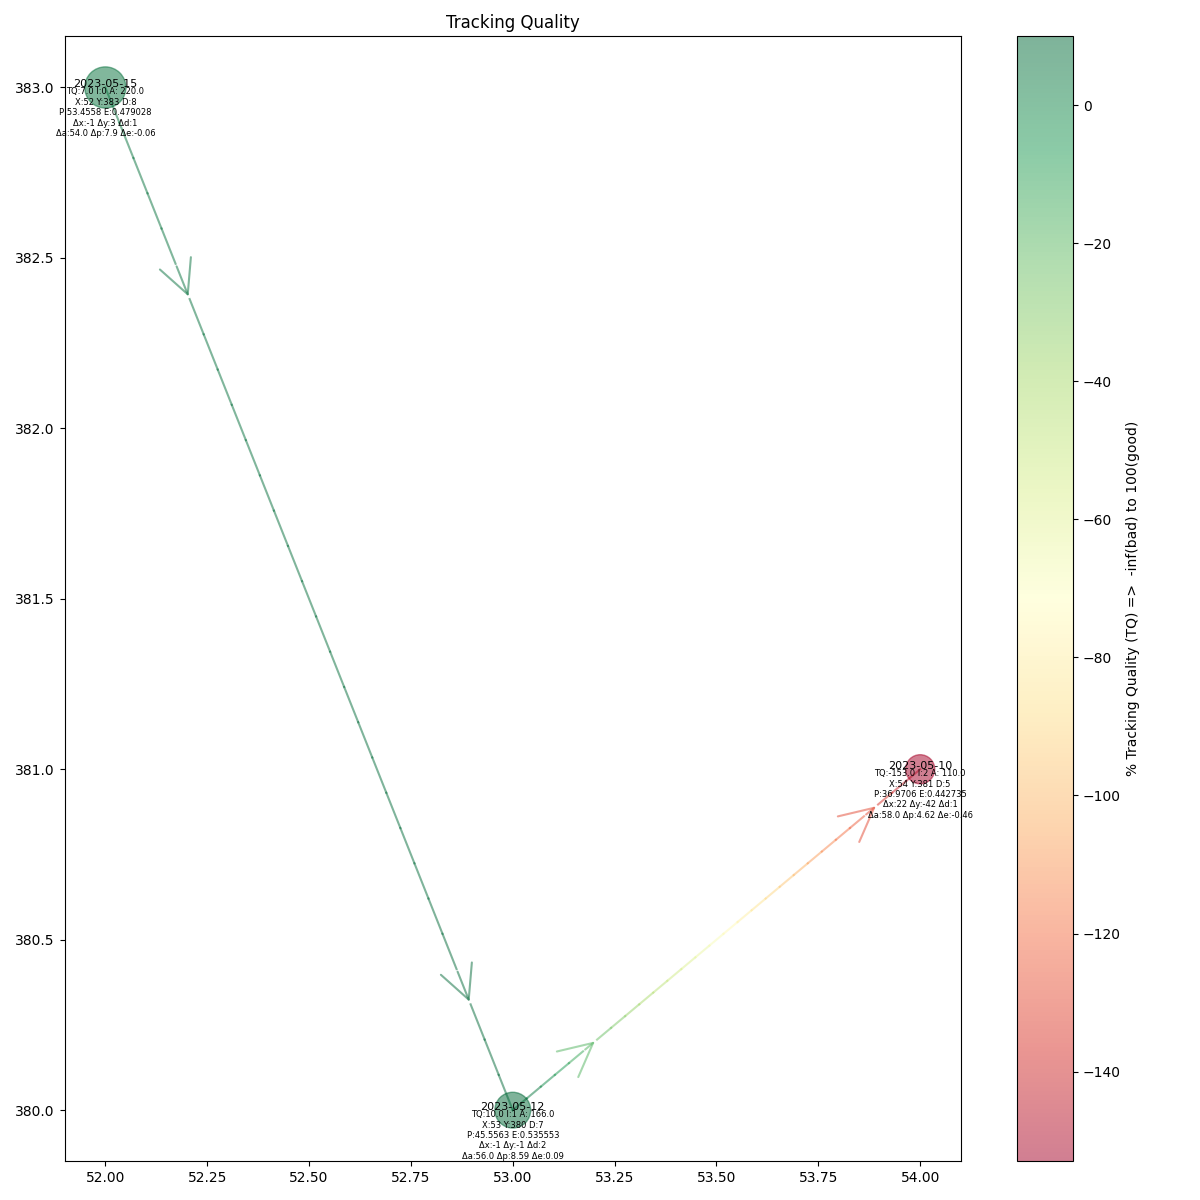 Tracking Quality
383.0
382.5
382.0
381.5
381.0
380.5
380.0
2023-05-15
TQ:7.0 I:0 A: 220.0
X:52 Y:383 D:8
P:53.4558 E:0.479028
Δx:-1 Δy:3 Δd:1
Δa:54.0 Δp:7.9 Δe:-0.06
2023-05-10
TQ:-153.0 I:2 A: 110.0
X:54 Y:381 D:5
P:36.9706 E:0.442735
Δx:22 Δy:-42 Δd:1
Δa:58.0 Δp:4.62 Δe:-0.46
2023-05-12
TQ:10.0 I:1 A: 166.0
X:53 Y:380 D:7
P:45.5563 E:0.535553
Δx:-1 Δy:-1 Δd:2
Δa:56.0 Δp:8.59 Δe:0.09
52.00 52.25 52.50 52.75 53.00 53.25 53.50 53.75 54.00
0
−20
−40
−60
−80
−100
−120
−140
% Tracking Quality (TQ) => -inf(bad) to 100(good)